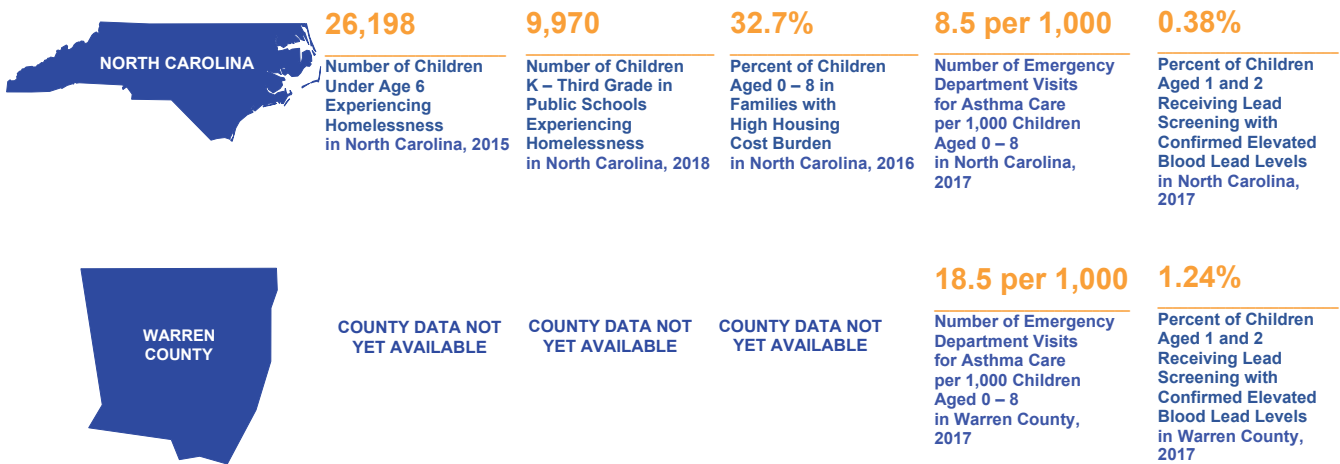 NORTH CAROLINA
26,198
Number of Children
Under Age 6
Experiencing
Homelessness
in North Carolina, 2015
9,970
Number of Children
K – Third Grade in
Public Schools
Experiencing
Homelessness
in North Carolina, 2018
32.7%
Percent of Children
Aged 0 – 8 in
Families with
High Housing
Cost Burden
in North Carolina, 2016
8.5 per 1,000
Number of Emergency
Department Visits
for Asthma Care
per 1,000 Children
Aged 0 – 8
in North Carolina,
2017
0.38%
Percent of Children
Aged 1 and 2
Receiving Lead
Screening with
Confirmed Elevated
Blood Lead Levels
in North Carolina,
2017
WARREN
COUNTY
COUNTY DATA NOT
YET AVAILABLE
COUNTY DATA NOT
YET AVAILABLE
COUNTY DATA NOT
YET AVAILABLE
18.5 per 1,000
Number of Emergency
Department Visits
for Asthma Care
per 1,000 Children
Aged 0 – 8
in Warren County,
2017
1.24%
Percent of Children
Aged 1 and 2
Receiving Lead
Screening with
Confirmed Elevated
Blood Lead Levels
in Warren County,
2017